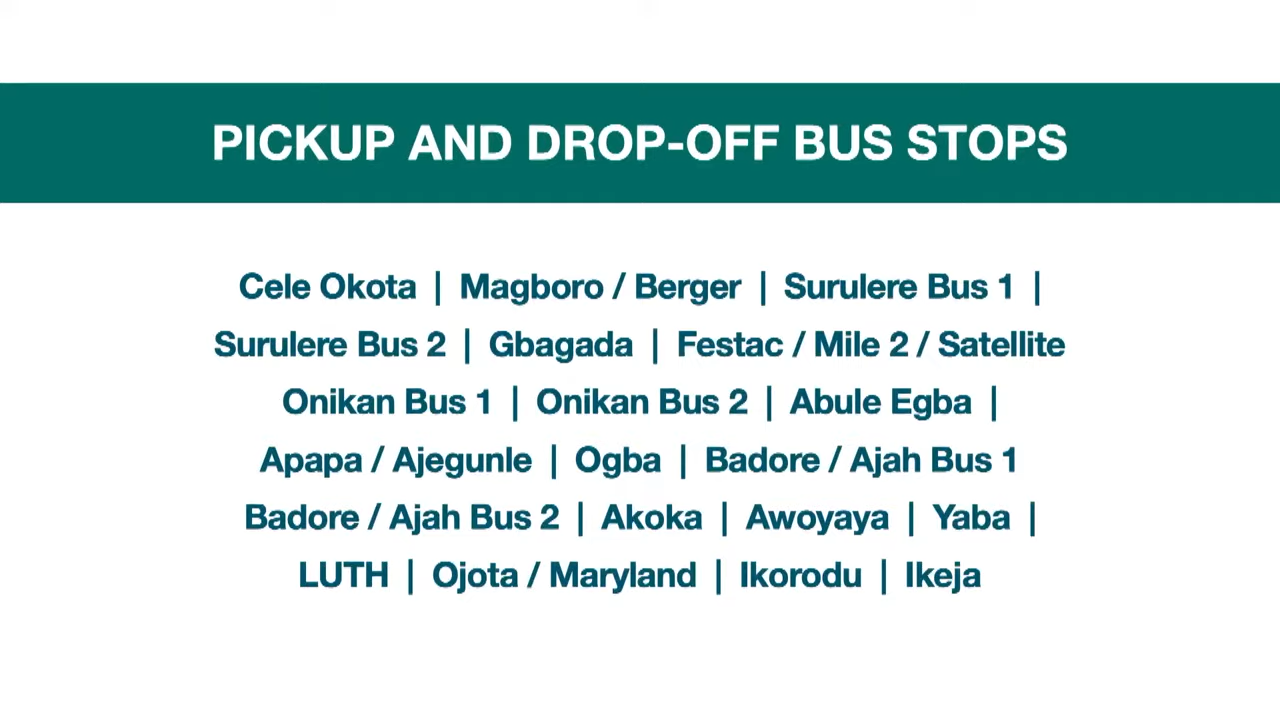 PICKUP AND DROP-OFF BUS STOPS
Cele Okota | Magboro / Berger | Surulere Bus 1 |
Surulere Bus 2 | Gbagada | Festac / Mile 2 / Satellite
Onikan Bus 1 | Onikan Bus 2 | Abule Egba |
Apapa / Ajegunle | Ogba | Badore / Ajah Bus 1
Badore / Ajah Bus 2 | Akoka | Awoyaya | Yaba |
LUTH | Ojota / Maryland | Ikorodu | Ikeja